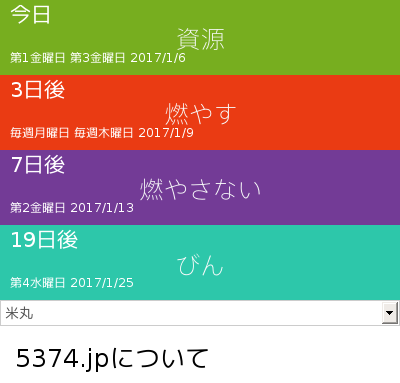 今日
資源
第1金曜日 第3金曜日 2017/1/6
3日後
燃やす
毎週月曜日 毎週木曜日 2017/1/9
7日後
燃やさない
第2金曜日 2017/1/13
19日後
びん
第4水曜日 2017/1/25
米丸
5374.jpについて